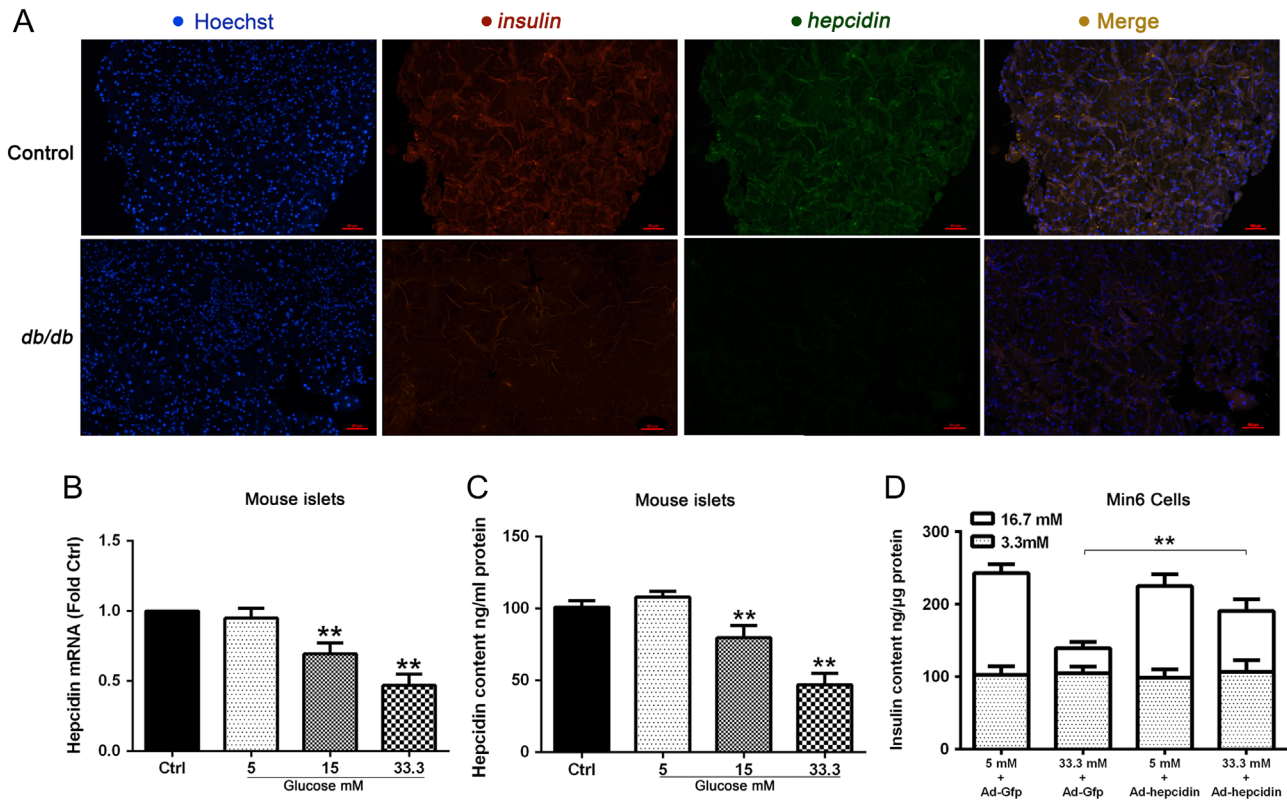 A
Hoechst
insulin
hepcidin
Merge
Control
db/db
B
Mouse islets
Hepcidin mRNA (Fold Ctrl)
1.5
1.0
0.5
0.0
**
**
Ctrl
5
15
33.3
Glucose mM
C
Mouse islets
Hepcidin content ng/ml protein
150
100
50
0
**
**
Ctrl
5
15
33.3
Glucose mM
D
Min6 Cells
16.7 mM
3.3mM
Insulin content ng/µg protein
300
200
100
0
**
5 mM + Ad-Gfp
33.3 mM + Ad-Gfp
5 mM + Ad-hepcidin
33.3 mM + Ad-hepcidin